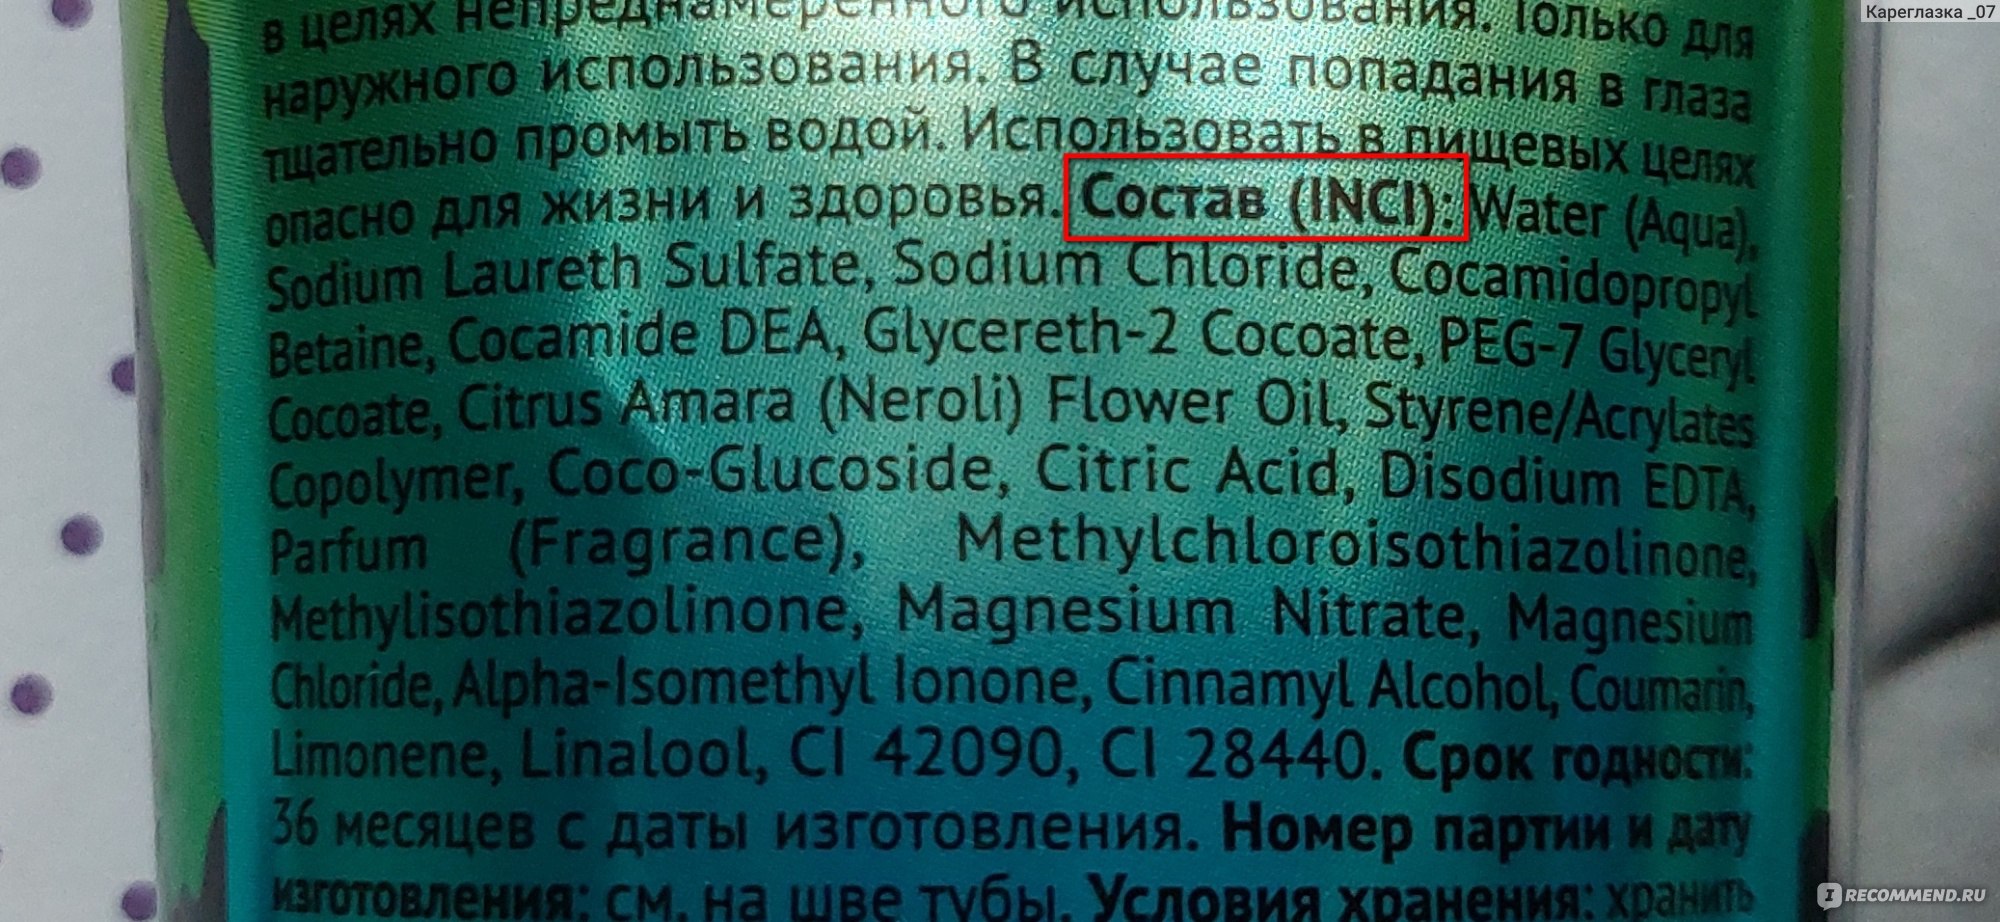 Кареглазка _07
в целях непреднамеренного использования. Только для
наружного использования. В случае попадания в глаза
тщательно промыть водой. Использовать в пищевых целях
опасно для жизни и здоровья. Состав (INCI): Water (Aqua),
Sodium Laureth Sulfate, Sodium Chloride, Cocamidopropyl
Betaine, Cocamide DEA, Glycereth-2 Cocoate, PEG-7 Glyceryl
Cocoate, Citrus Amara (Neroli) Flower Oil, Styrene/Acrylates
Copolymer, Coco-Glucoside, Citric Acid, Disodium EDTA,
Parfum (Fragrance), Methylchloroisothiazolinone,
Methylisothiazolinone, Magnesium Nitrate, Magnesium
Chloride, Alpha-Isomethyl Ionone, Cinnamyl Alcohol, Coumarin,
Limonene, Linalool, CI 42090, CI 28440. Срок годности:
36 месяцев с даты изготовления. Номер партии и дату
изготовления: см. на шве тубы. Условия хранения: хранить
IRECOMMEND.RU